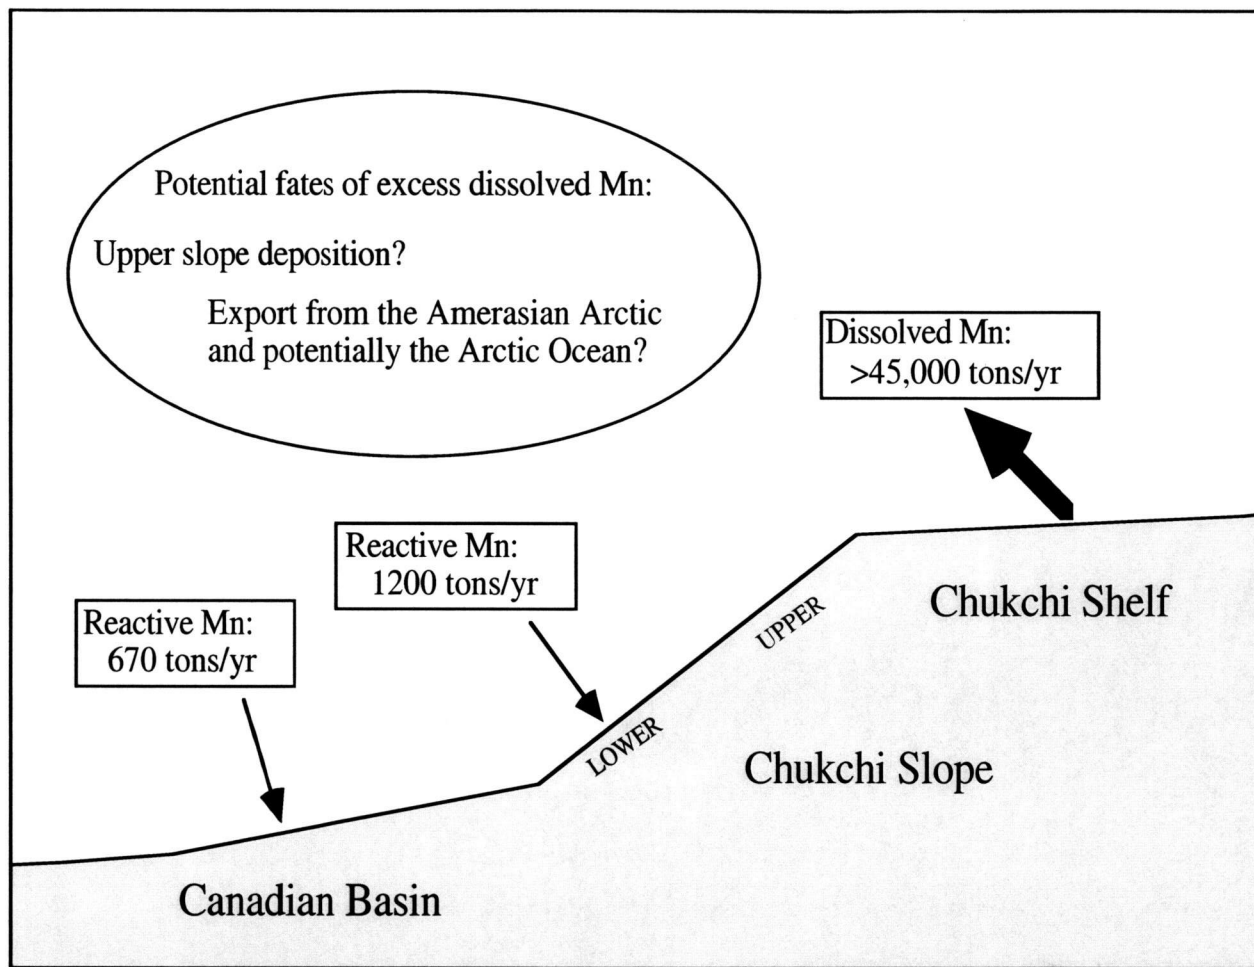 Potential fates of excess dissolved Mn:
Upper slope deposition?
Export from the Amerasian Arctic
and potentially the Arctic Ocean?
Dissolved Mn:
>45,000 tons/yr
Reactive Mn:
1200 tons/yr
Reactive Mn:
670 tons/yr
UPPER
LOWER
Chukchi Shelf
Chukchi Slope
Canadian Basin